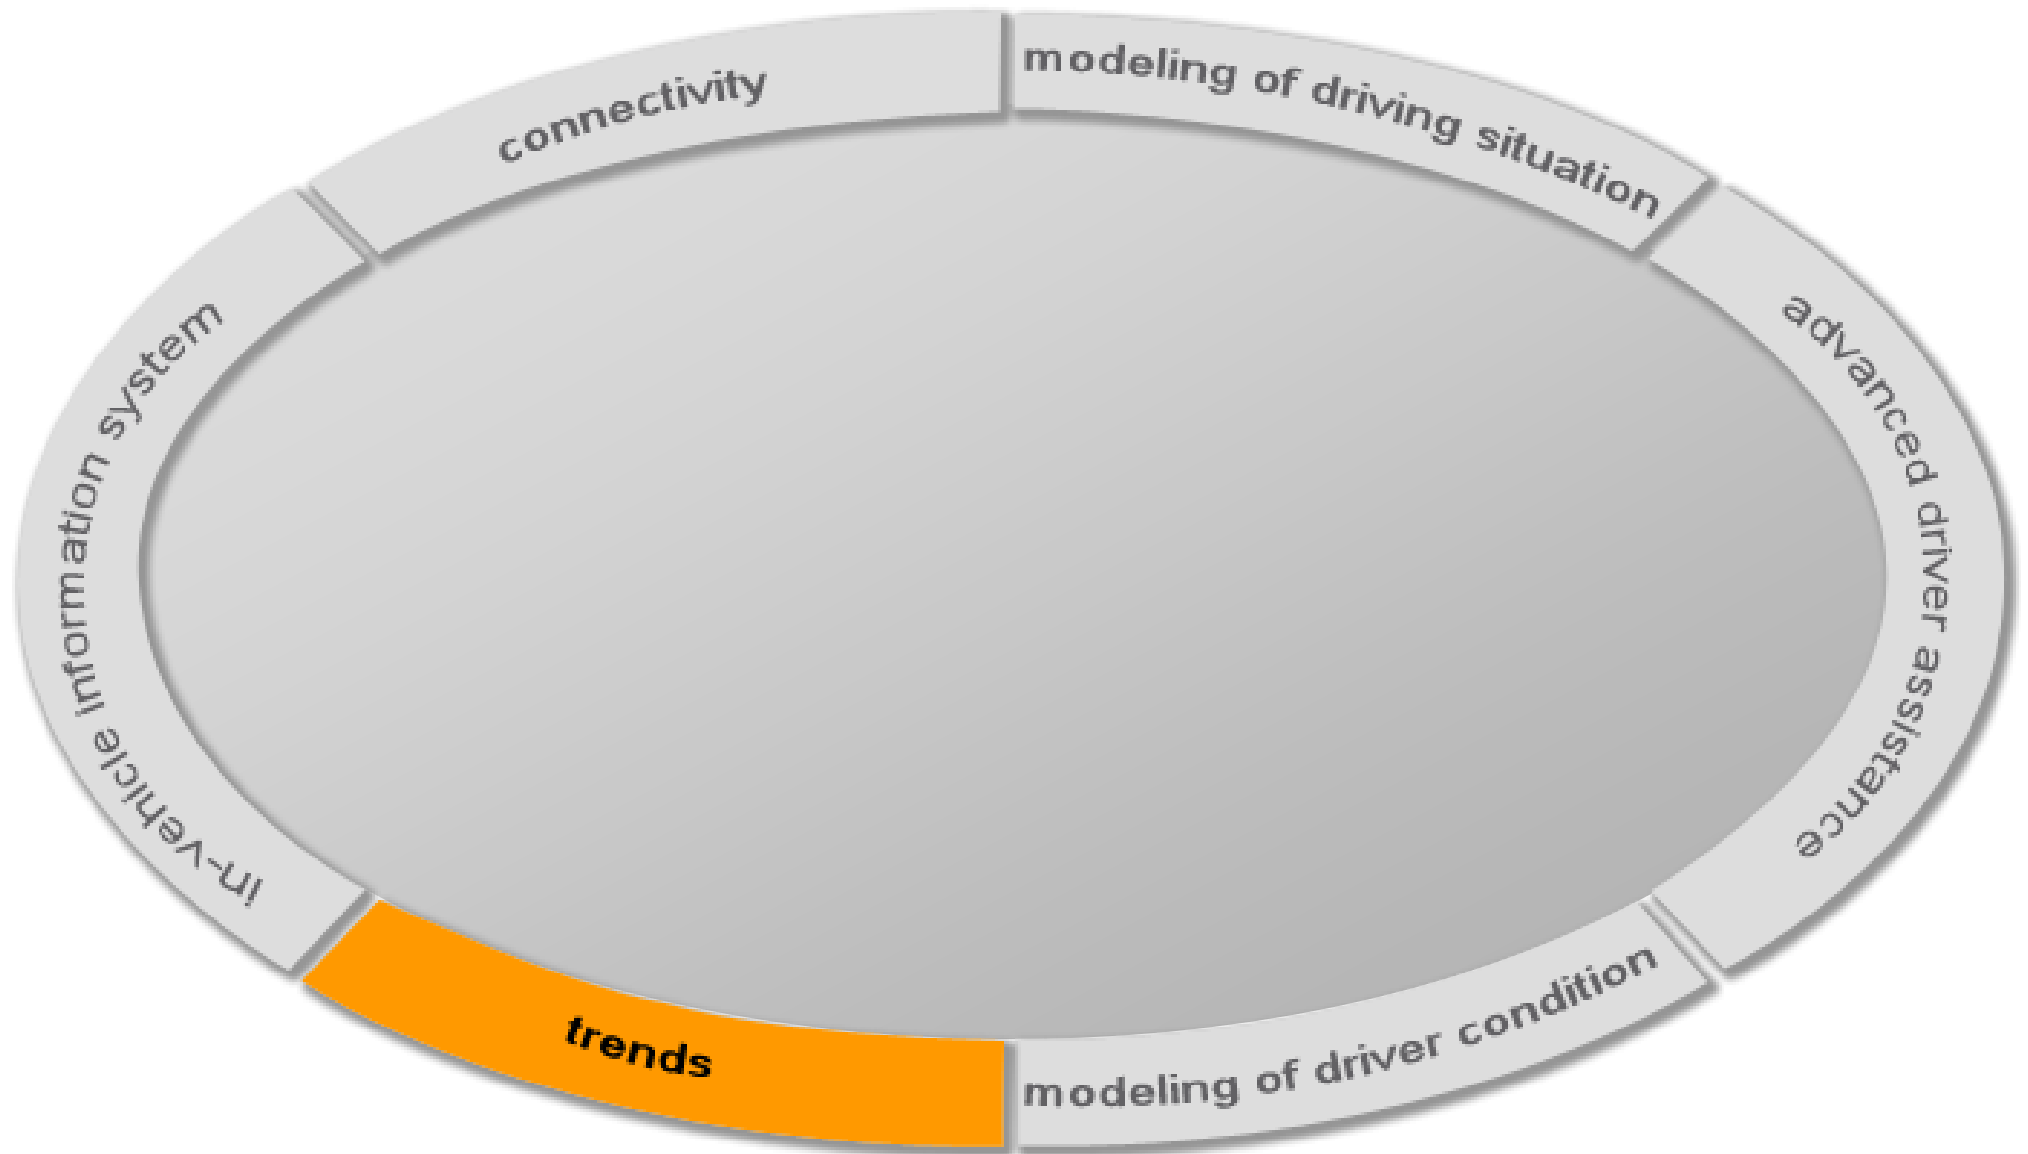 connectivity
modeling of driving situation
advanced driver assistance
modeling of driver condition
trends
in-vehicle information system